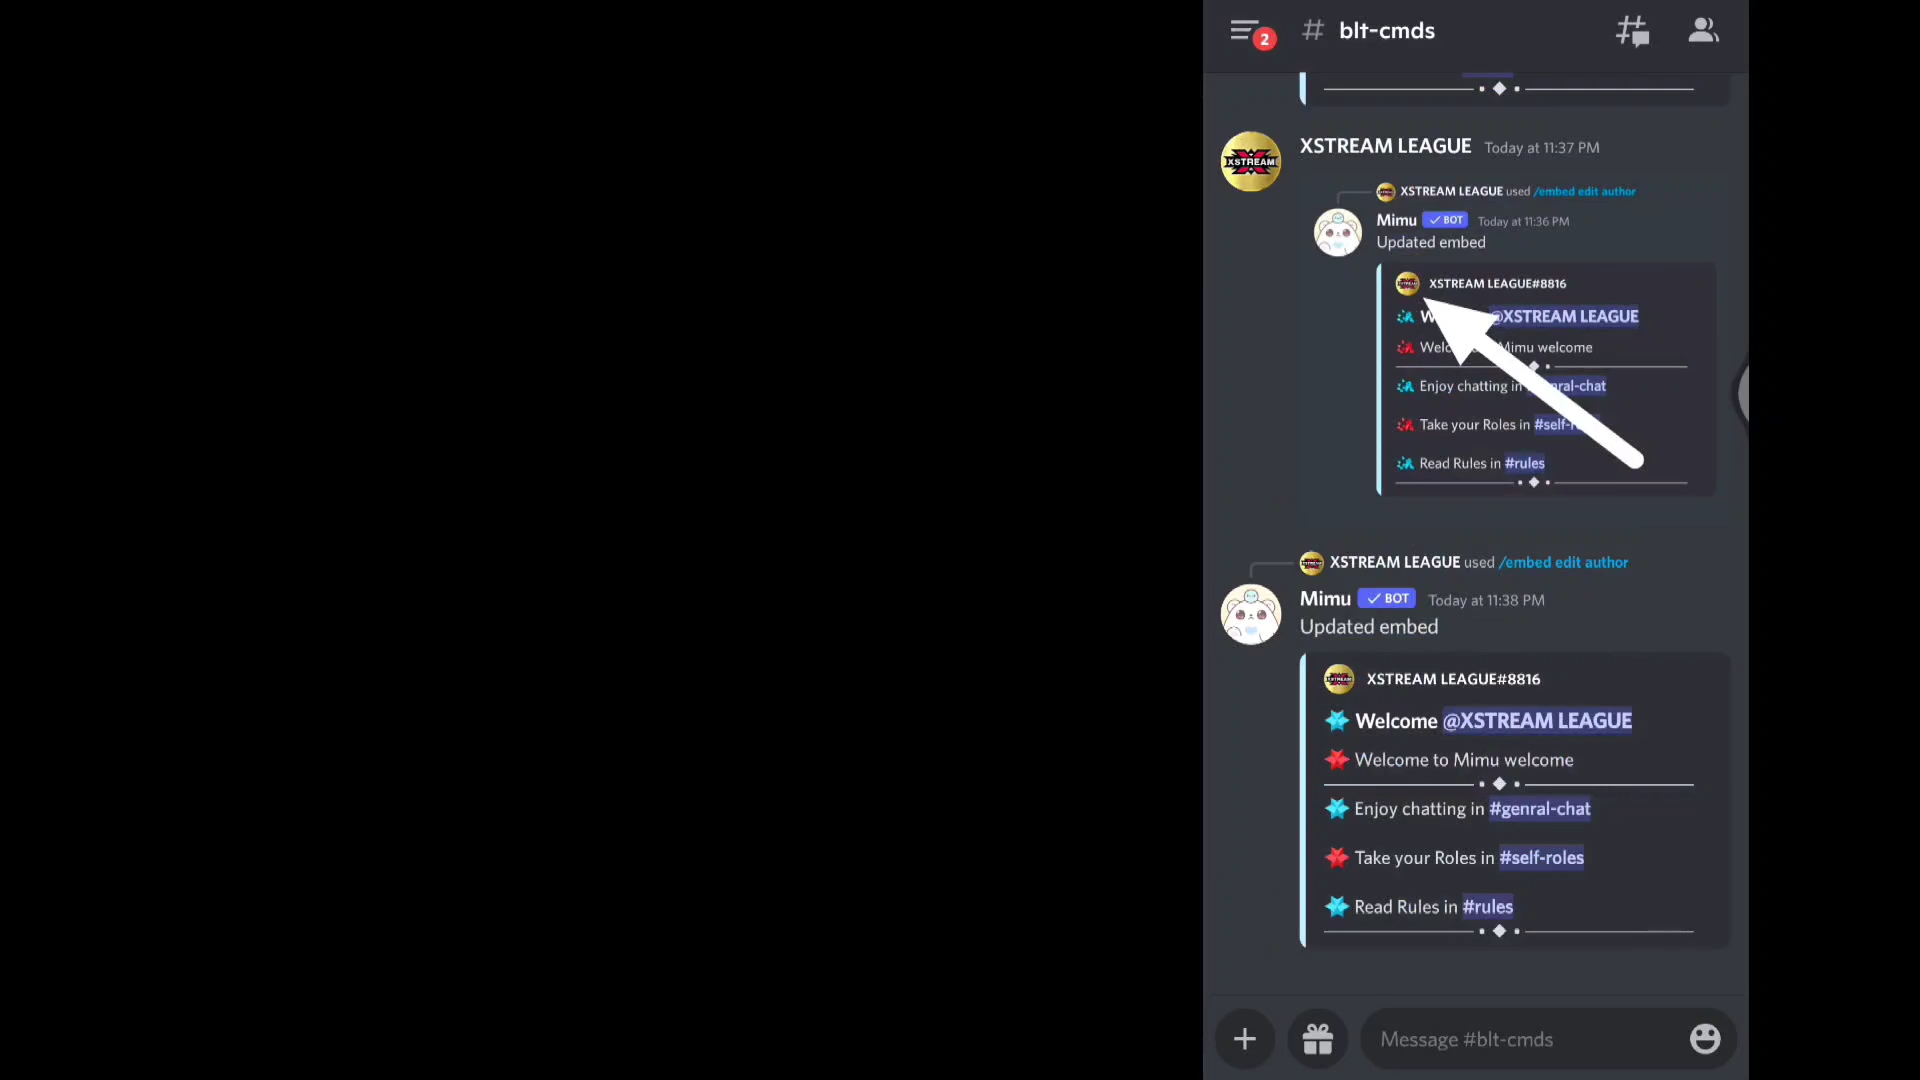 2
# blt-cmds
XSTREAM
XSTREAM LEAGUE Today at 11:37 PM
XSTREAM LEAGUE used /embed edit author
Mimu BOT Today at 11:36 PM
Updated embed
XSTREAM LEAGUE#8816
@XSTREAM LEAGUE
Mimu welcome
Enjoy chatting in
Take your Roles in
Read Rules in #rules
XSTREAM LEAGUE used /embed edit author
Mimu BOT Today at 11:38 PM
Updated embed
XSTREAM LEAGUE#8816
Welcome @XSTREAM LEAGUE
Welcome to Mimu welcome
Enjoy chatting in #genral-chat
Take your Roles in #self-roles
Read Rules in #rules
Message #blt-cmds